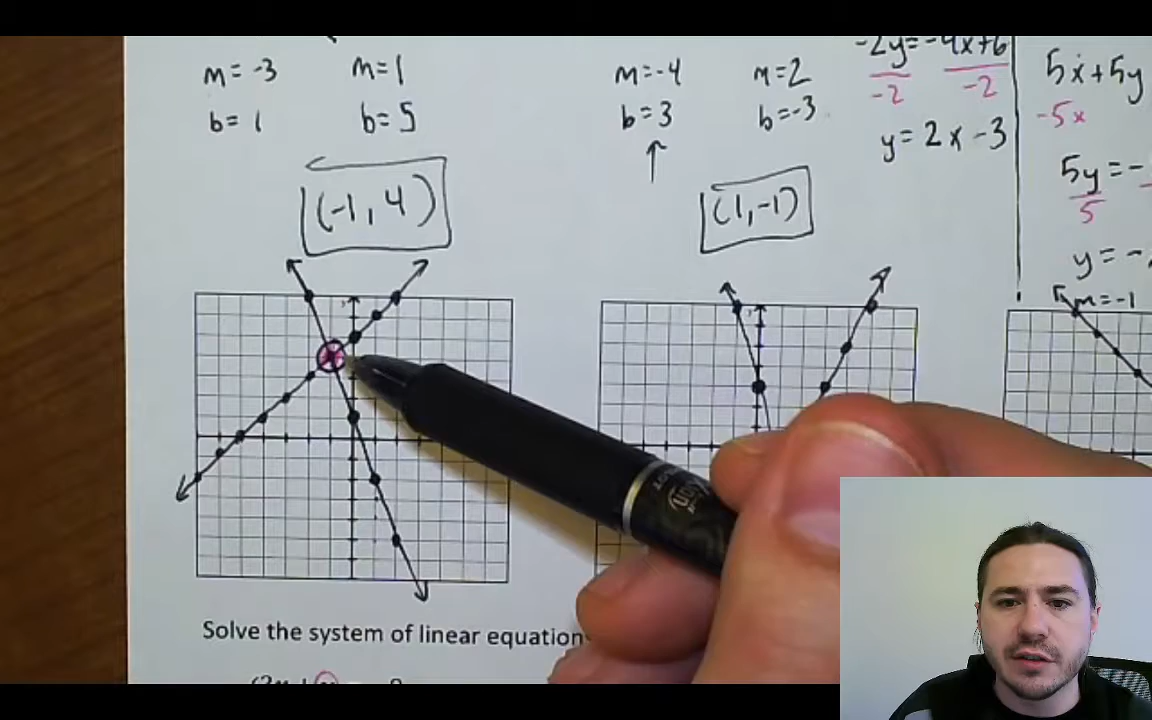 m = -3
m = 1
b = 1
b = 5
(-1, 4)
m = -4
m = 2
b = 3
b = -3
↑
(1, -1)
-2y = -4x+6
-2 -2
y = 2x -3
5x + 5y
-5x
5y = -
5
y = -
m = -1
Solve the system of linear equation